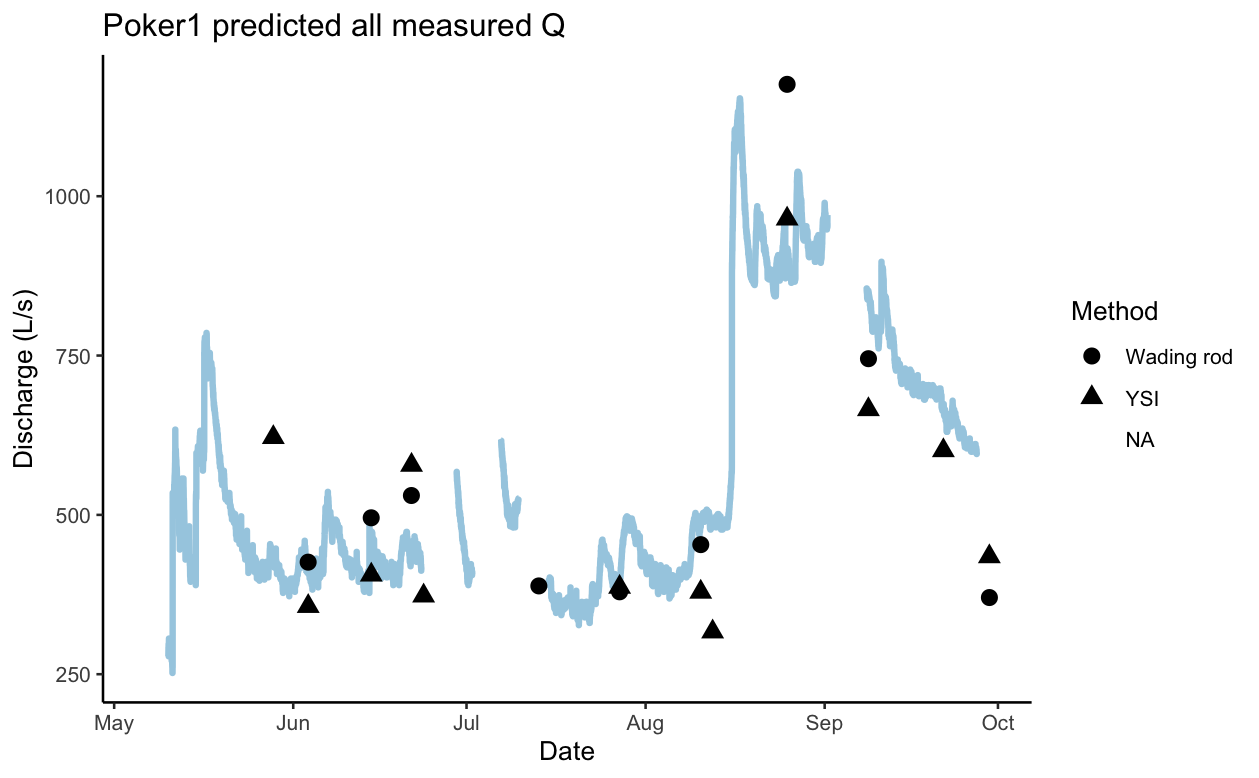 Poker1 predicted all measured Q
Discharge (L/s)
1000
750
500
250
May Jun Jul Aug Sep Oct
Date
Method
Wading rod
YSI
NA